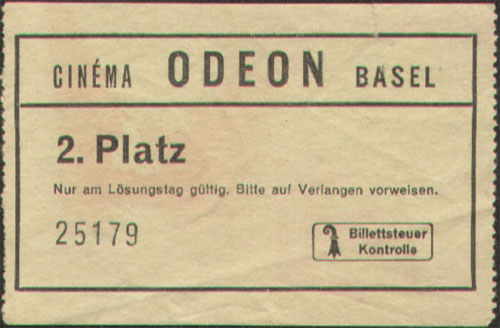 CINÉMA ODEON BASEL
2. Platz
Nur am Lösungstag gültig. Bitte auf Verlangen vorweisen.
25179
Billettsteuer
Kontrolle